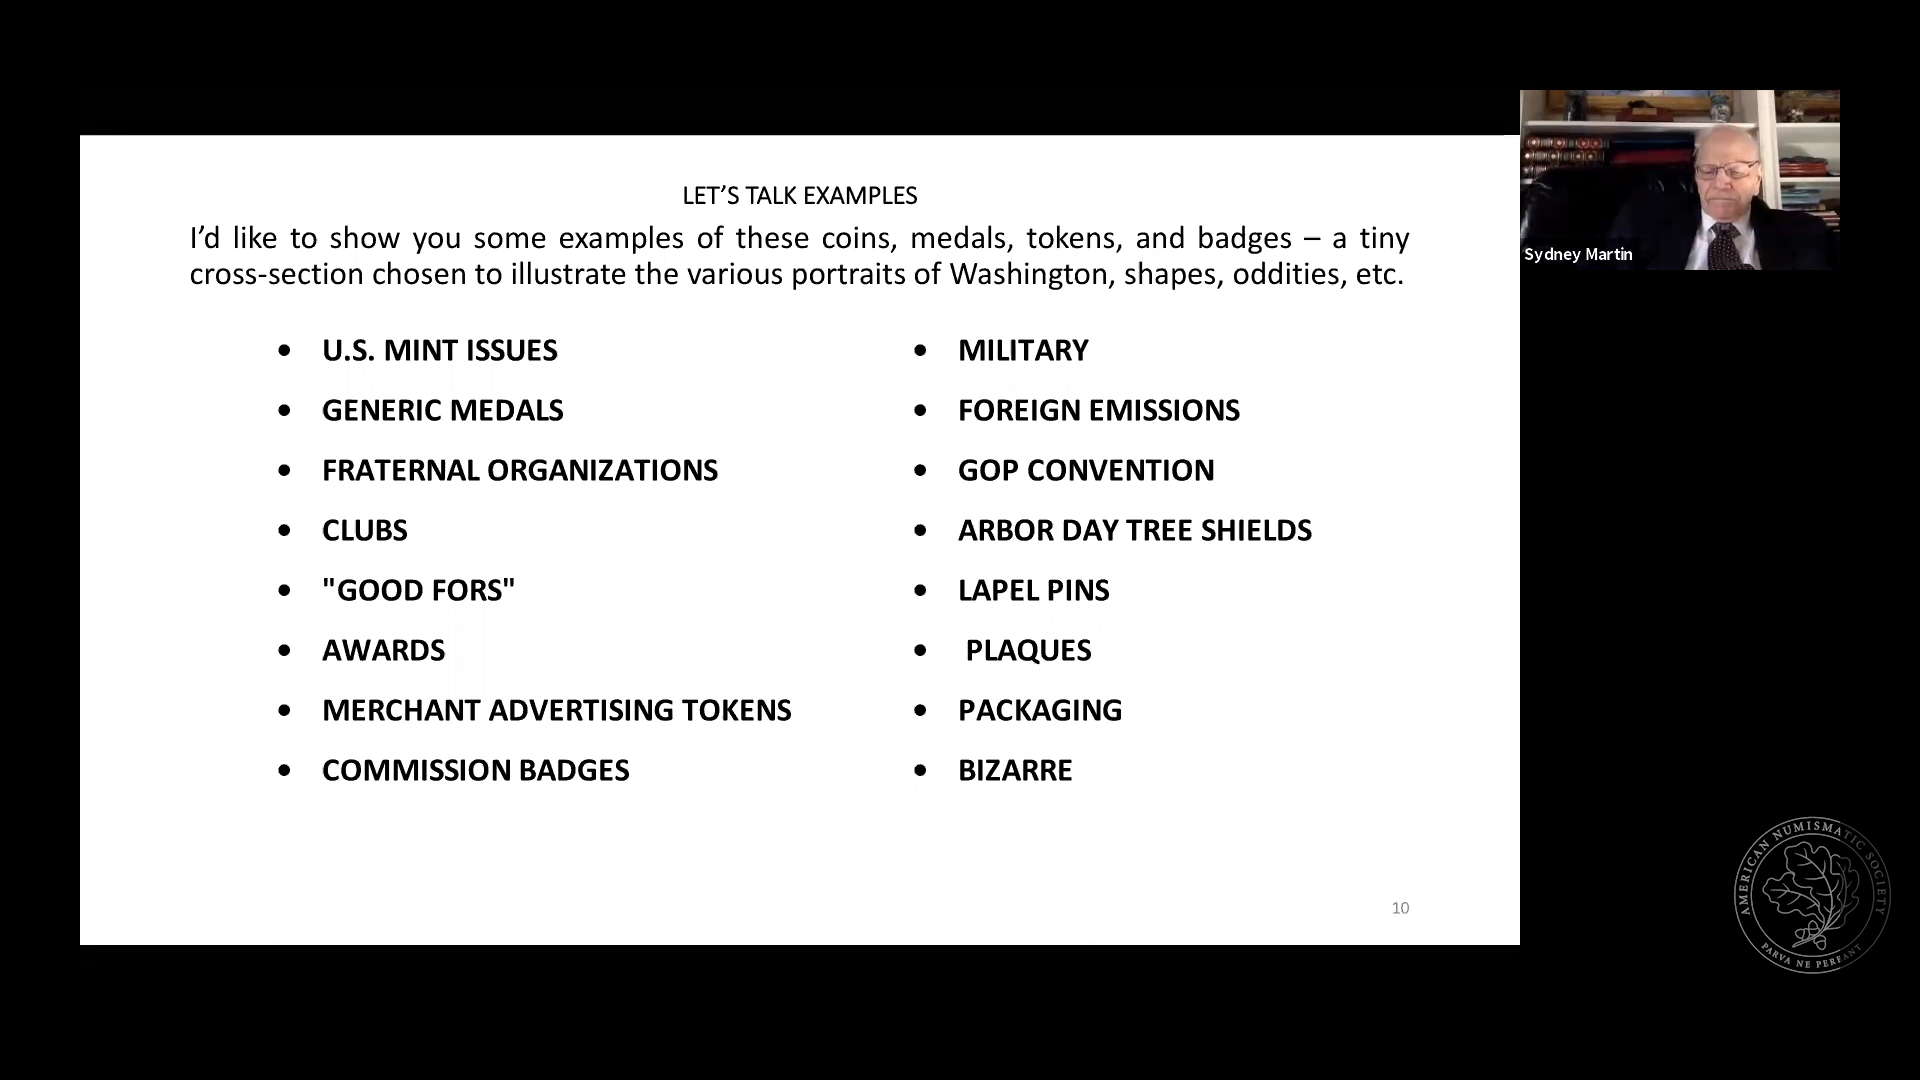 LET’S TALK EXAMPLES
I’d like to show you some examples of these coins, medals, tokens, and badges – a tiny
cross-section chosen to illustrate the various portraits of Washington, shapes, oddities, etc.
• U.S. MINT ISSUES
• GENERIC MEDALS
• FRATERNAL ORGANIZATIONS
• CLUBS
• "GOOD FORS"
• AWARDS
• MERCHANT ADVERTISING TOKENS
• COMMISSION BADGES
• MILITARY
• FOREIGN EMISSIONS
• GOP CONVENTION
• ARBOR DAY TREE SHIELDS
• LAPEL PINS
• PLAQUES
• PACKAGING
• BIZARRE
10
Sydney Martin
AMERICAN NUMISMATIC SOCIETY
PARVA NE PEREANT